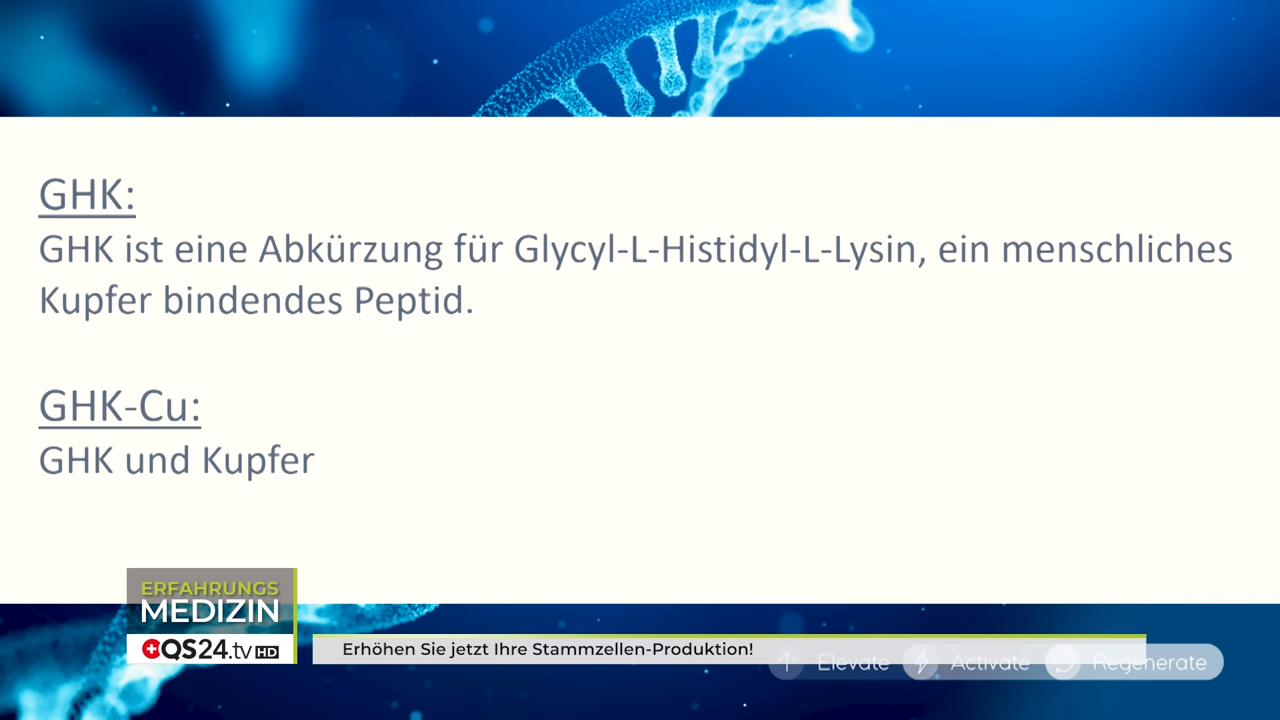 GHK:
GHK ist eine Abkürzung für Glycyl-L-Histidyl-L-Lysin, ein menschliches
Kupfer bindendes Peptid.
GHK-Cu:
GHK und Kupfer
ERFAHRUNGS
MEDIZIN
QS24.tv HD
Erhöhen Sie jetzt Ihre Stammzellen-Produktion!
Elevate Activate Regenerate